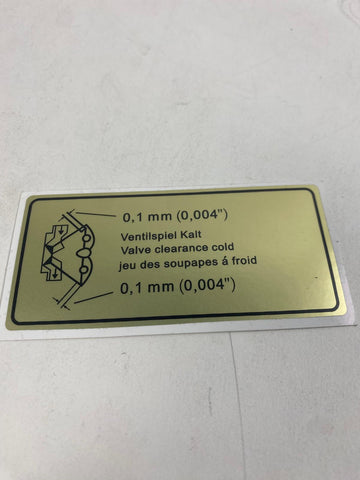 0,1 mm (0,004")
Ventilspiel Kalt
Valve clearance cold
jeu des soupapes á froid
0,1 mm (0,004")